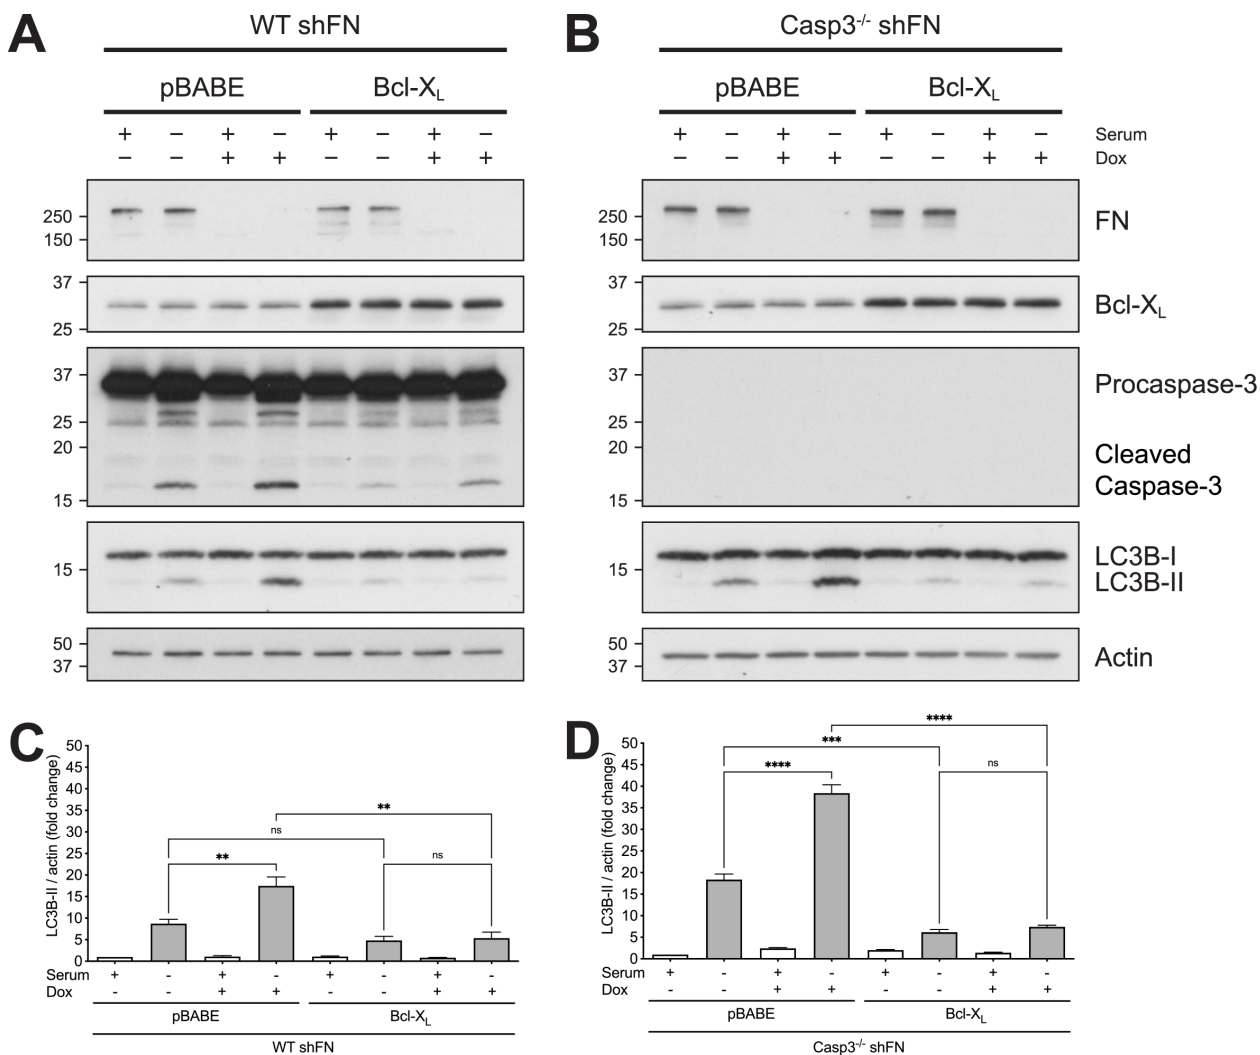 A
WT shFN
pBABE
Bcl-XL
+ − + − + − + −
− − + + − − + +
250
150
37
25
37
25
20
15
15
50
37
B
Casp3-/- shFN
pBABE
Bcl-XL
+ − + − + − + − Serum
− − + + − − + + Dox
250
150
FN
37
25
Bcl-XL
37
25
20
15
Procaspase-3
Cleaved
Caspase-3
15
LC3B-I
LC3B-II
50
37
Actin
C
LC3B-II / actin (fold change)
50
45
40
35
30
25
20
15
10
5
0
**
ns
**
ns
Serum + - + - + - + -
Dox - - + + - - + +
pBABE
Bcl-XL
WT shFN
D
LC3B-II / actin (fold change)
50
45
40
35
30
25
20
15
10
5
0
****
***
****
ns
Serum + - + - + - + -
Dox - - + + - - + +
pBABE
Bcl-XL
Casp3-/- shFN